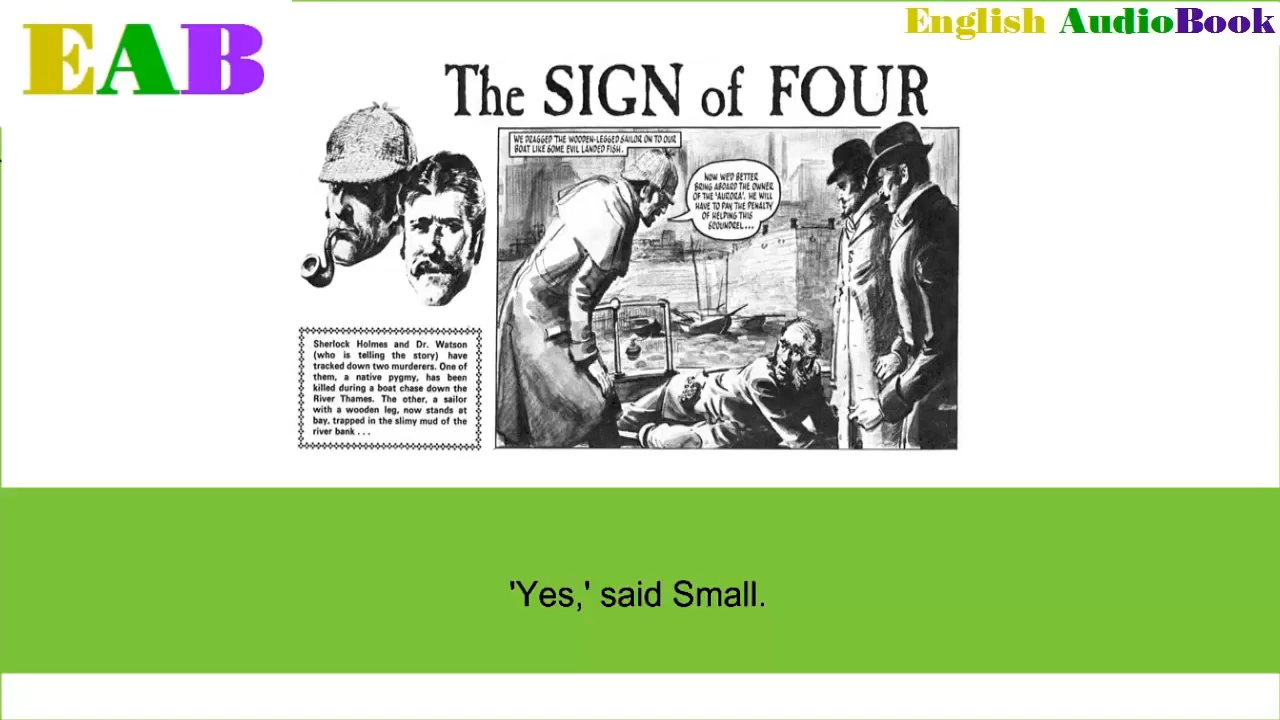 EAB
English AudioBook
The SIGN of FOUR
WE DRAGGED THE WOODEN-LEGGED SAILOR ON TO OUR
BOAT LIKE SOME EVIL LANDED FISH.
NOW WE'D BETTER
BRING ABOARD THE OWNER
OF THE 'AURORA'. HE WILL
HAVE TO PAY THE PENALTY
OF HELPING THIS
SCOUNDREL...
Sherlock Holmes and Dr. Watson
(who is telling the story) have
tracked down two murderers. One of
them, a native pygmy, has been
killed during a boat chase down the
River Thames. The other, a sailor
with a wooden leg, now stands at
bay, trapped in the slimy mud of the
river bank . . .
'Yes,' said Small.